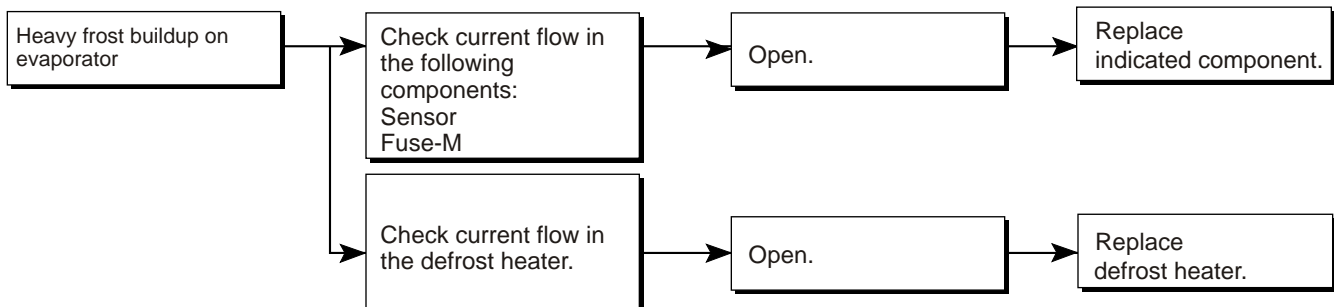 Heavy frost buildup on
evaporator
Check current flow in
the following
components:
Sensor
Fuse-M
Open.
Replace
indicated component.
Check current flow in
the defrost heater.
Open.
Replace
defrost heater.